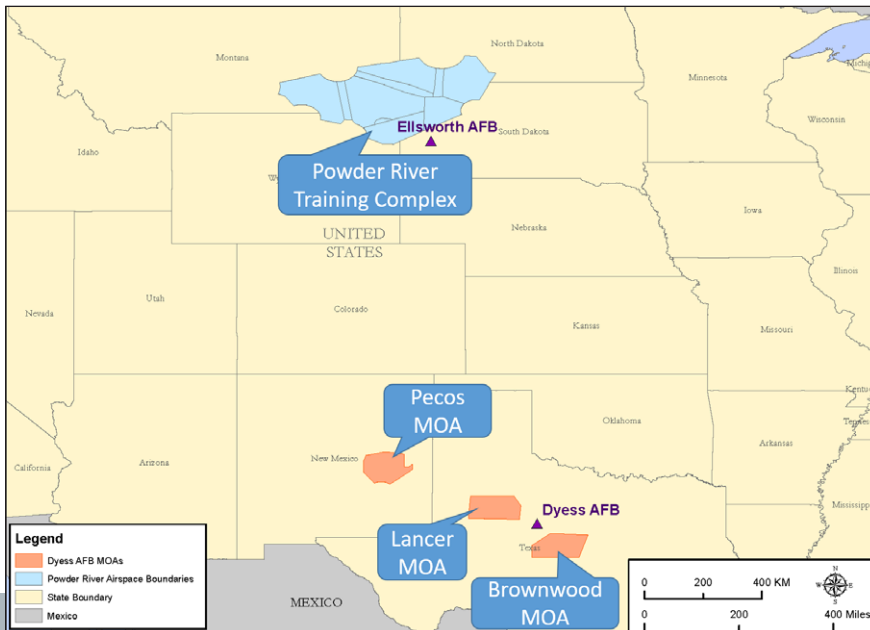 North Dakota
Montana
Minnesota
Michi
Ellsworth AFB
South Dakota
Wisconsin
Idaho
Powder River
Training Complex
W
UNITED
STATES
Nebraska
Iowa
Illinois
Nevada
Utah
Colorado
Kansas
Missouri
Kentuc
Pecos
MOA
Oklahoma
Tennes
Arkansas
California
Arizona
New Mexico
Mississippi
Dyess AFB
Lancer
MOA
Texas
Brownwood
MOA
MEXICO
Legend
Dyess AFB MOAs
Powder River Airspace Boundaries
State Boundary
Mexico
0 200 400 KM
N
W E
S
0 200 400 Miles